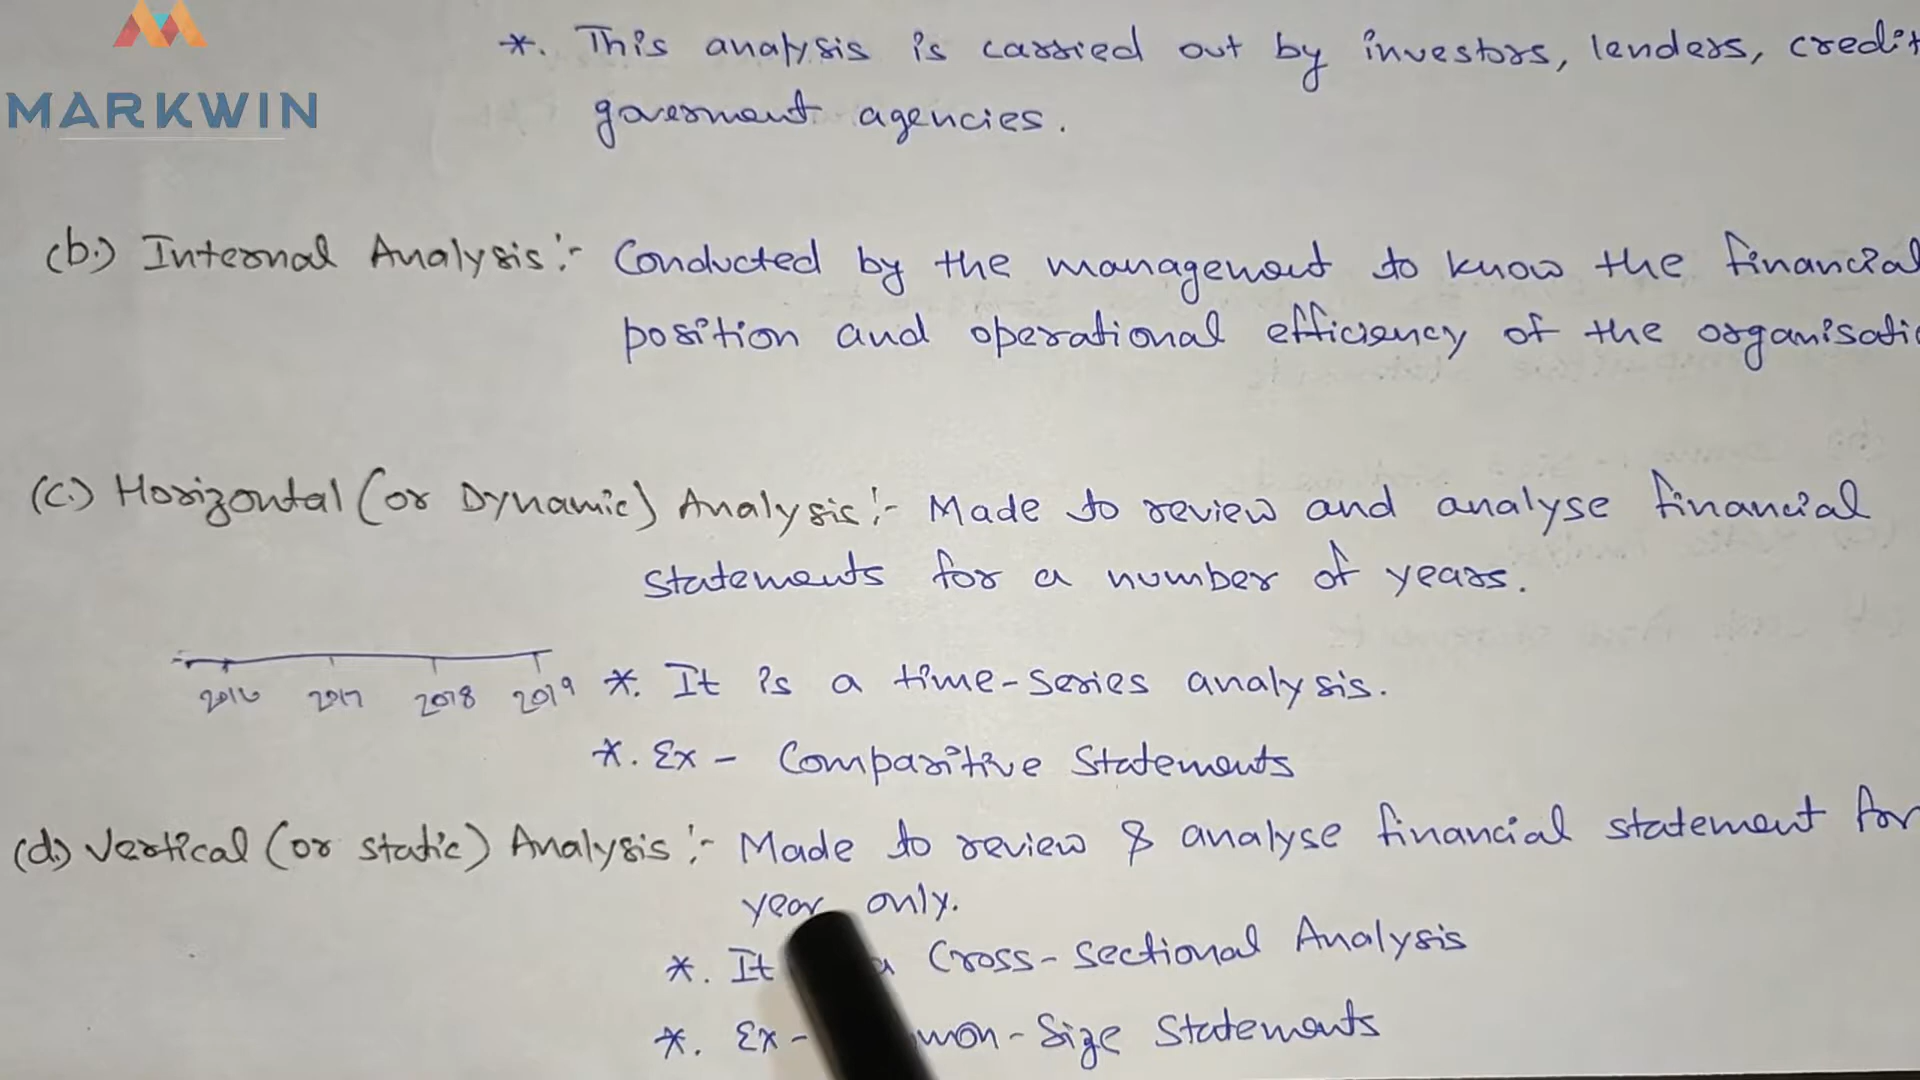 MARKWIN
*. This analysis is carried out by investors, lenders, credit
goverment agencies.
(b.) Internal Analysis:- Conducted by the management to know the financial
position and operational efficiency of the organisatio
(c.) Horizontal (or Dynamic) Analysis:- Made to review and analyse financial
statements for a number of years.
2016 2017 2018 2019 *. It is a time-series analysis.
*. Ex - Comparitive Statements
(d.) Vertical (or static) Analysis:- Made to review & analyse financial statement for
year only.
*. It a Cross-sectional Analysis
*. Ex - mon-Size Statements